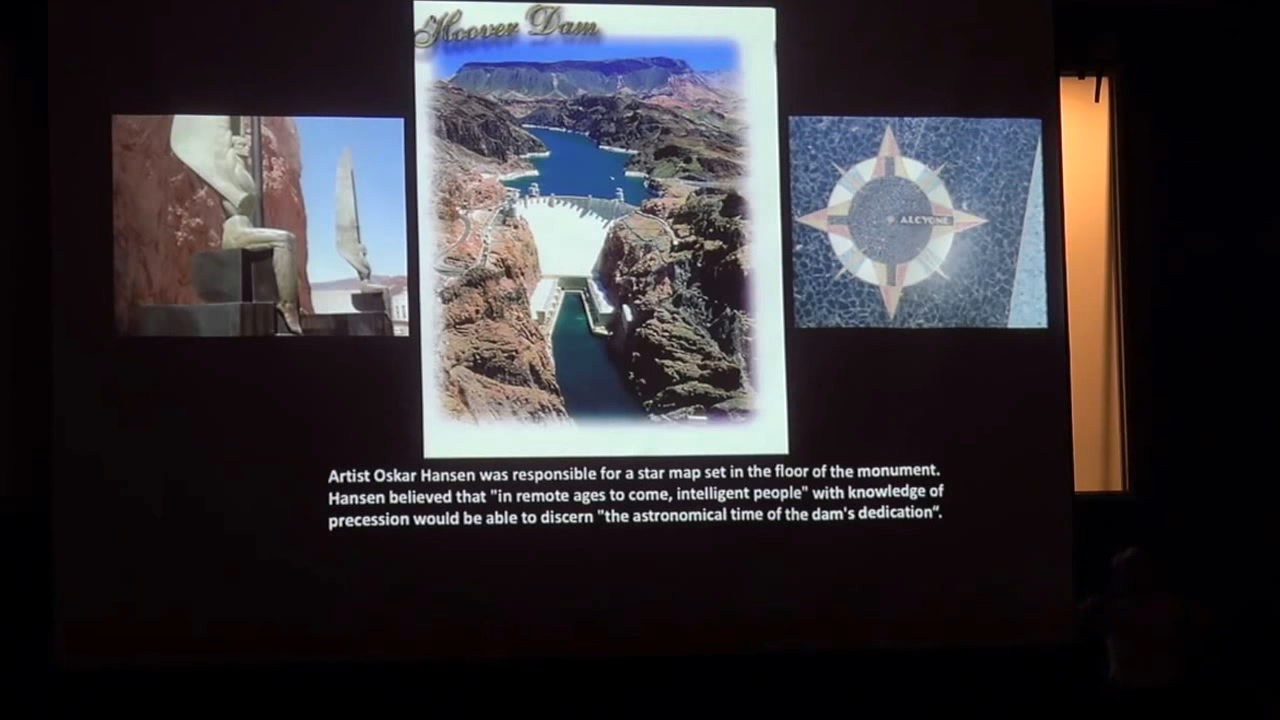 Hoover Dam
ALCYONE
Artist Oskar Hansen was responsible for a star map set in the floor of the monument.
Hansen believed that "in remote ages to come, intelligent people" with knowledge of
precession would be able to discern "the astronomical time of the dam's dedication“.